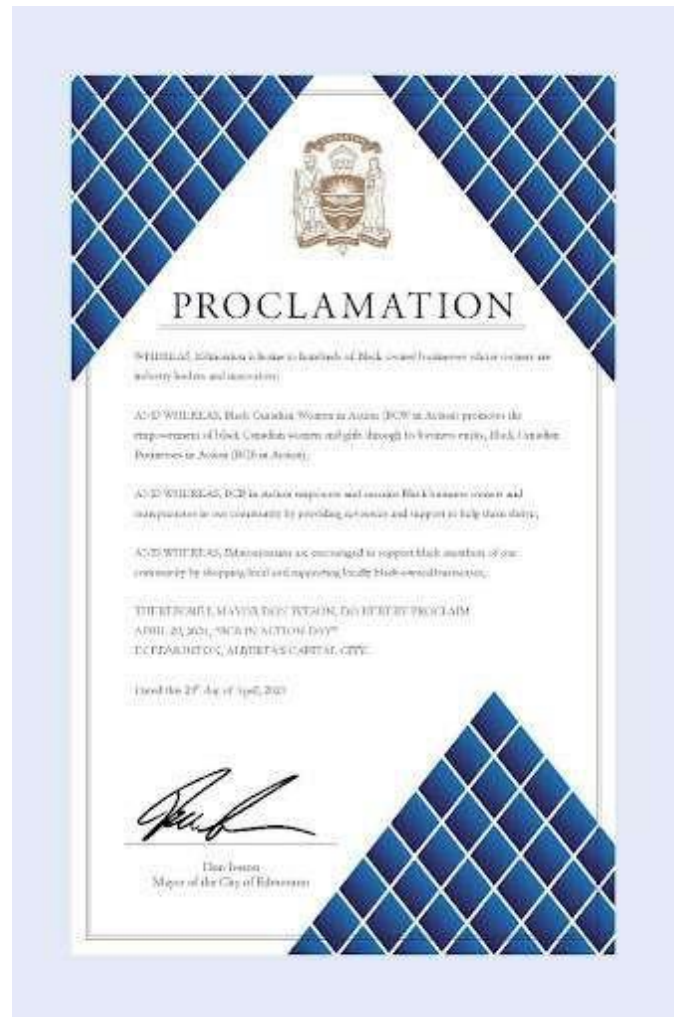 PROCLAMATION
WHEREAS, Edmonton is home to hundreds of Black owned businesses whose owners are
industry leaders and innovators;
AND WHEREAS, Black Canadian Women in Action (BCW in Action) promotes the
empowerment of black Canadian women and girls through its business entity, Black Canadian
Businesses in Action (BCB in Action);
AND WHEREAS, BCB in Action empowers and Black business owners and
entrepreneurs in our community by providing resources and support to help them thrive;
AND WHEREAS, Edmontonians are encouraged to support black members of our
community by shopping local and supporting locally black-owned businesses;
THEREFORE I, MAYOR DON IVESON, DO HEREBY PROCLAIM
APRIL 2021, "BCB IN ACTION DAY"
IN EDMONTON, ALBERTA'S CAPITAL CITY.
Dated this day of April, 2021
Don Iveson
Mayor of the City of Edmonton